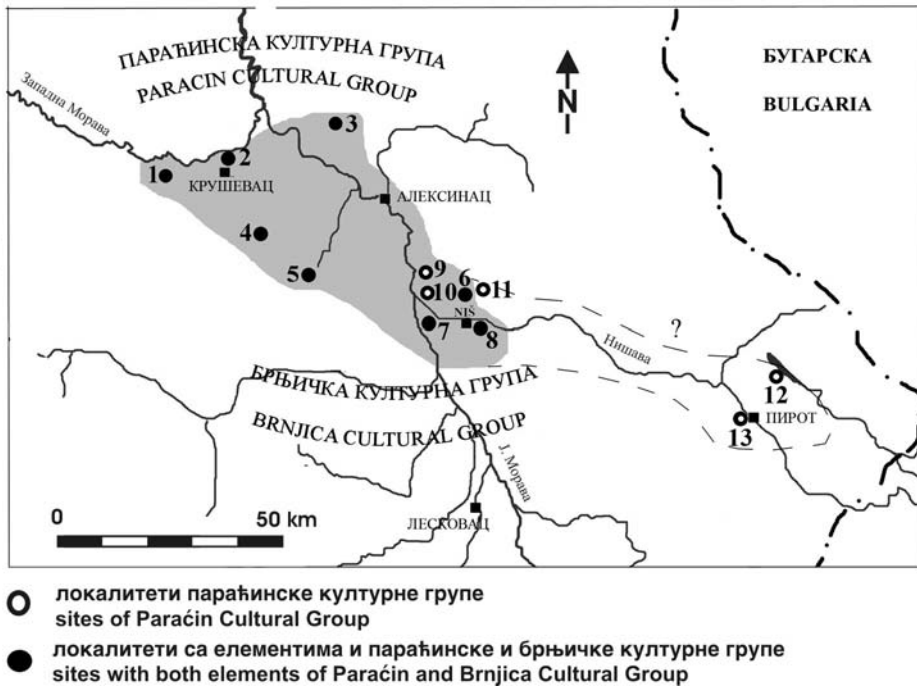 ПАРАЋИНСКА КУЛТУРНА ГРУПА
PARACIN CULTURAL GROUP
БУГАРСКА
BULGARIA
Западна Морава
N
3
2
1
КРУШЕВАЦ
АЛЕКСИНАЦ
4
5
9
6
11
10
NIŠ
7
8
?
Нишава
12
13
ПИРОТ
БРЊИЧКА КУЛТУРНА ГРУПА
BRNJICA CULTURAL GROUP
Ј. Морава
ЛЕСКОВАЦ
0 50 km
локалитети параћинске културне групе
sites of Paraćin Cultural Group
локалитети са елементима и параћинске и брњичке културне групе
sites with both elements of Paraćin and Brnjica Cultural Group